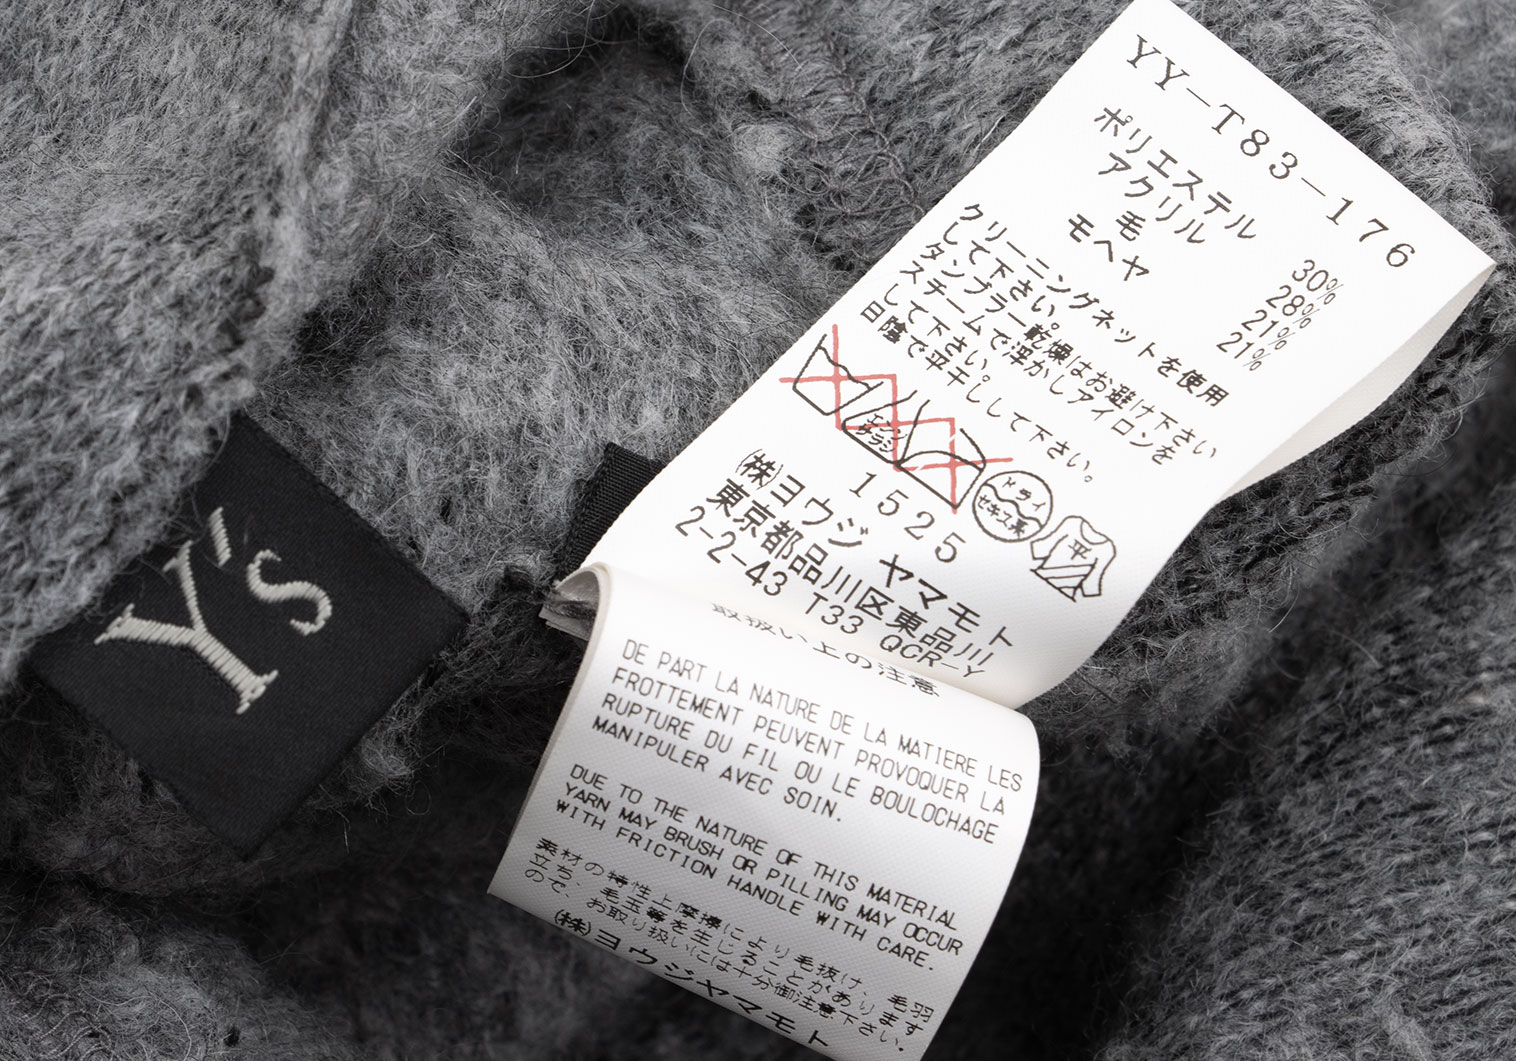 Y's
YY-T83-176
ポリエステル 30%
アクリル 28%
毛 21%
モヘヤ 21%
クリーニングネットを使用
して下さい。
タンブラー乾燥はお避け下さい
スチームで浮かしアイロンを
して下さい。
日陰で平干しして下さい。
エンソ
サラシ
ドライ
セキユ系
平
1525
(株)ヨウジ ヤマモト
東京都品川区東品川
2-2-43 T33 QCR-Y
取扱い上の注意
DE PART LA NATURE DE LA MATIERE LES
FROTTEMENT PEUVENT PROVOQUER LA
RUPTURE DU FIL OU LE BOULOCHAGE
MANIPULER AVEC SOIN.
DUE TO THE NATURE OF THIS MATERIAL
YARN MAY BRUSH OR PILLING MAY OCCUR
WITH FRICTION HANDLE WITH CARE.
素材の特性上摩擦により毛抜け、毛羽
立ち、毛玉等を生じることがあります
ので、お取り扱いには十分御注意下さい。
(株)ヨウジヤマモト